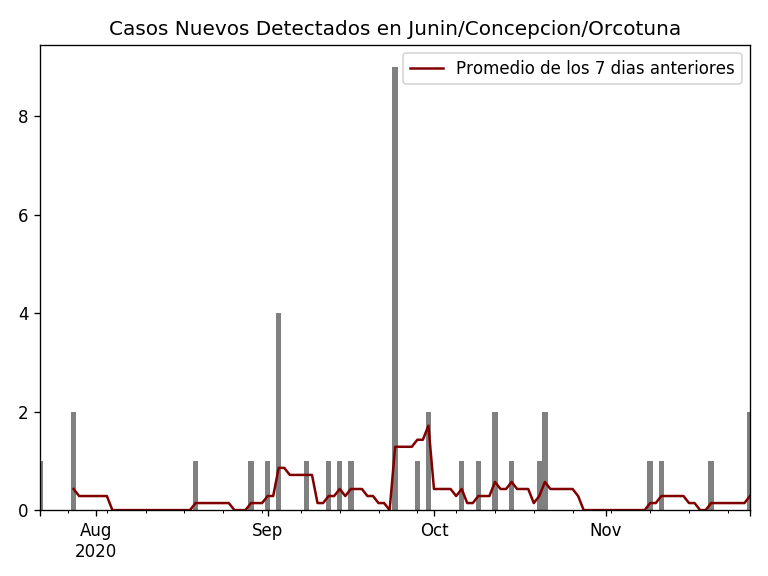 Casos Nuevos Detectados en Junin/Concepcion/Orcotuna
Promedio de los 7 dias anteriores
8
6
4
2
0
Aug Sep Oct Nov
2020